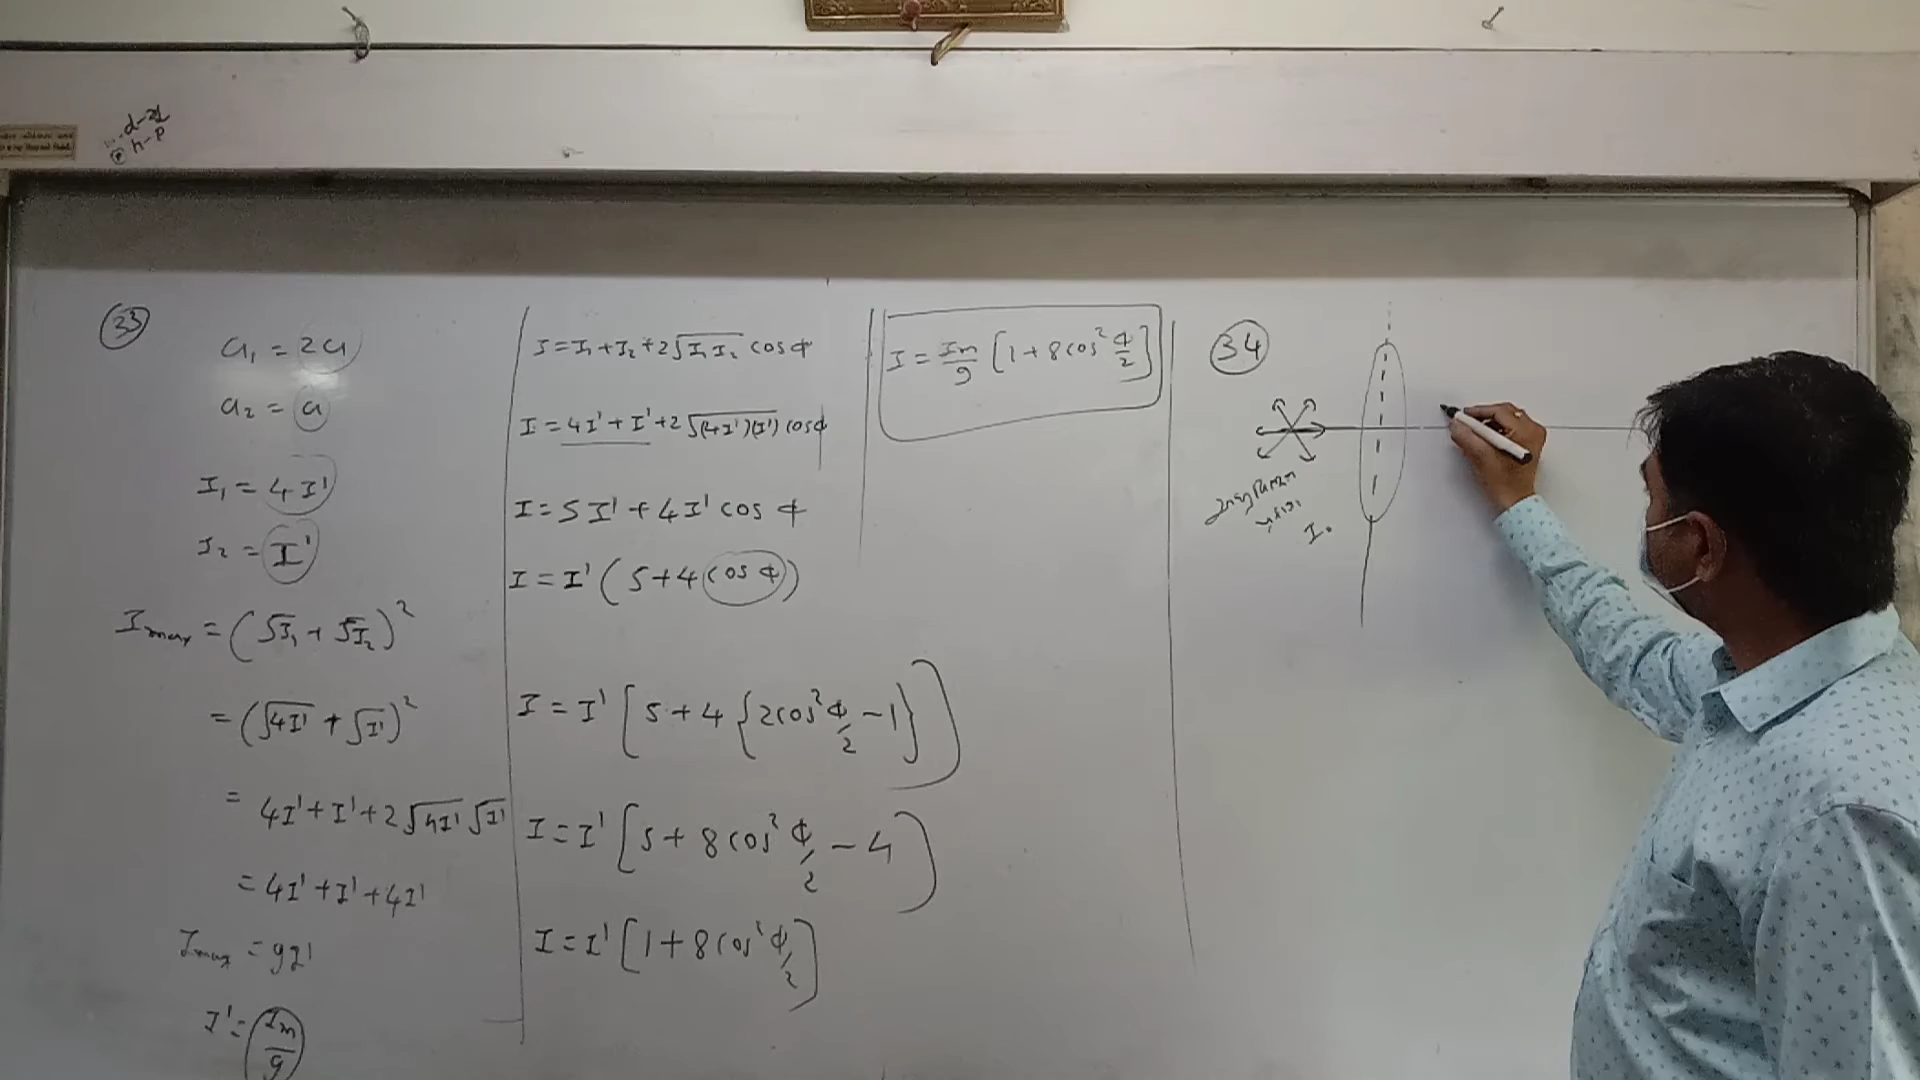 d-2d
h-p
33
a₁ = 2a
a₂ = a
I₁ = 4I'
I₂ = I'
Imax = (√I₁ + √I₂)²
= (√4I' + √I')²
= 4I' + I' + 2√4I' √I'
= 4I' + I' + 4I'
Imax = 9I'
I' = Im/9
I = I₁ + I₂ + 2√I₁I₂ cos ϕ
I = 4I' + I' + 2√(4I')(I') cosϕ
I = 5I' + 4I' cos ϕ
I = I' (5+4 cos ϕ)
I = I' [5 + 4 {2cos² ϕ/2 - 1}]
I = I' [5 + 8cos² ϕ/2 - 4]
I = I' [1 + 8cos² ϕ/2]
I = Im/9 [1 + 8cos² ϕ/2]
34
I₀